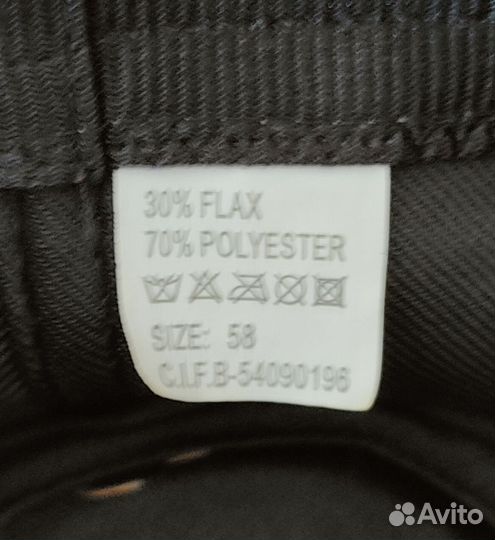 30% FLAX
70% POLYESTER
SIZE: 58
C.I.F.B-54090196
Avito